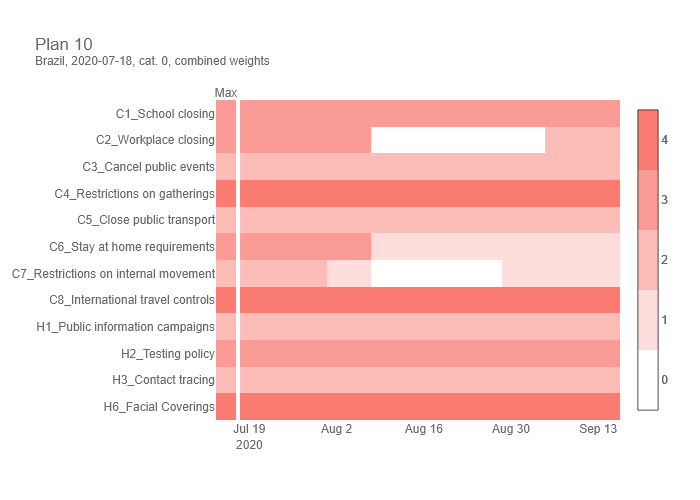 Plan 10
Brazil, 2020-07-18, cat. 0, combined weights
Max
C1_School closing
C2_Workplace closing
C3_Cancel public events
C4_Restrictions on gatherings
C5_Close public transport
C6_Stay at home requirements
C7_Restrictions on internal movement
C8_International travel controls
H1_Public information campaigns
H2_Testing policy
H3_Contact tracing
H6_Facial Coverings
Jul 19 Aug 2 Aug 16 Aug 30 Sep 13
2020
4
3
2
1
0